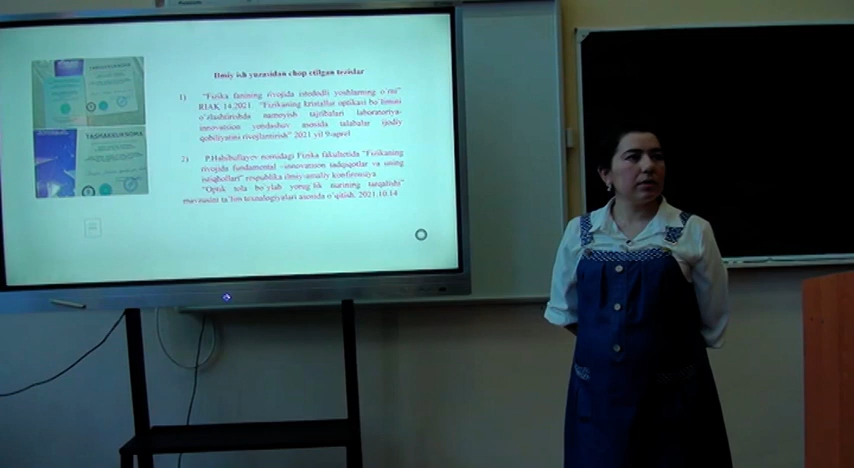 Ilmiy ish yuzasidan chop etilgan tezislar
TASHAKKURNOMA
1) "Fizika fanining rivojida istedodli yoshlarning o'rni"
RIAK 14.2021 "Fizikaning kristallar optikasi bo'limini
o'zlashtirishda namoyish tajribalari laboratoriya-
innovatsion yondashuv asosida talabalar ijodiy
qobiliyatini rivojlantirish" 2021 yil 9-aprel
2) P.Habibullayev nomidagi Fizika fakultetida "Fizikaning
rivojida fundamental –innovatsion tadqiqotlar va uning
istiqbollari" respublika ilmiy-amaliy konfirensiya
"Optik tola bo'ylab yorug'lik nurining tarqalishi"
mavzusini ta'lim texnalogiyalari asosida o'qitish. 2021.10.14